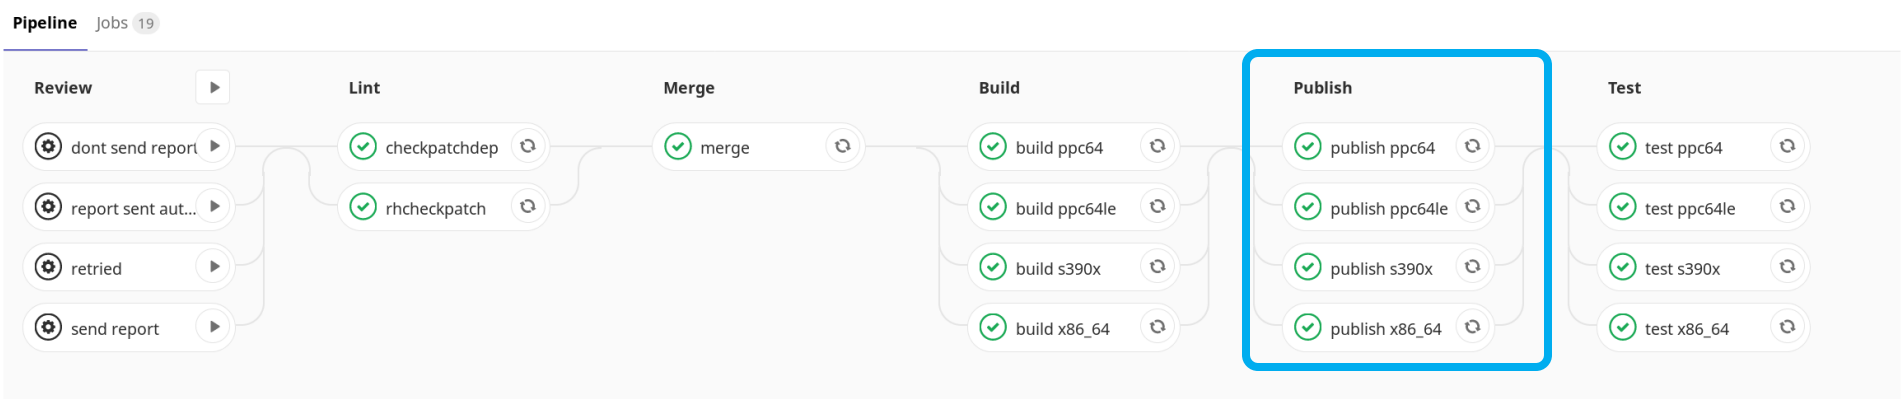 Pipeline Jobs 19
Review Lint Merge Build Publish Test
dont send report checkpatchdep merge build ppc64 publish ppc64 test ppc64
report sent aut... rhcheckpatch build ppc64le publish ppc64le test ppc64le
retried build s390x publish s390x test s390x
send report build x86_64 publish x86_64 test x86_64